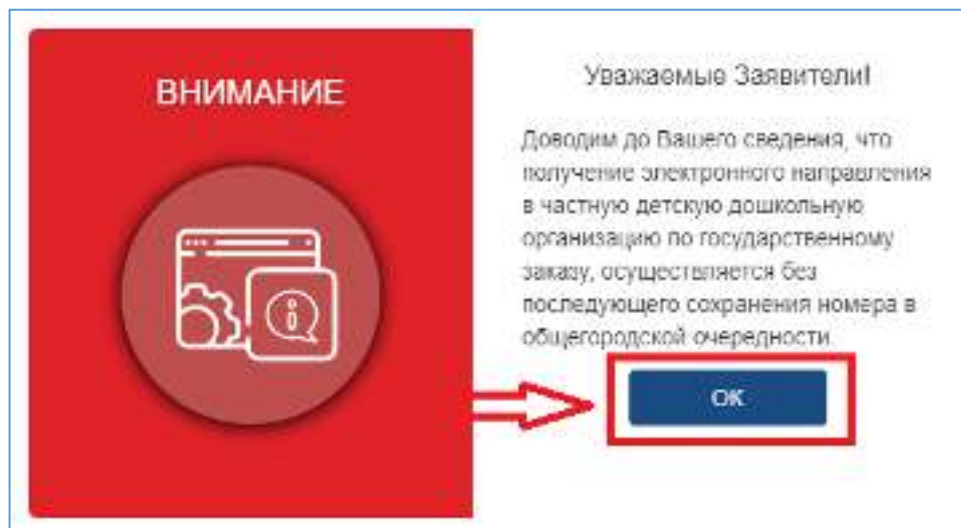 ВНИМАНИЕ
Уважаемые Заявители!
Доводим до Вашего сведения, что
получение электронного направления
в частную детскую дошкольную
организацию по государственному
заказу, осуществляется без
последующего сохранения номера в
общегородской очередности.
ОК